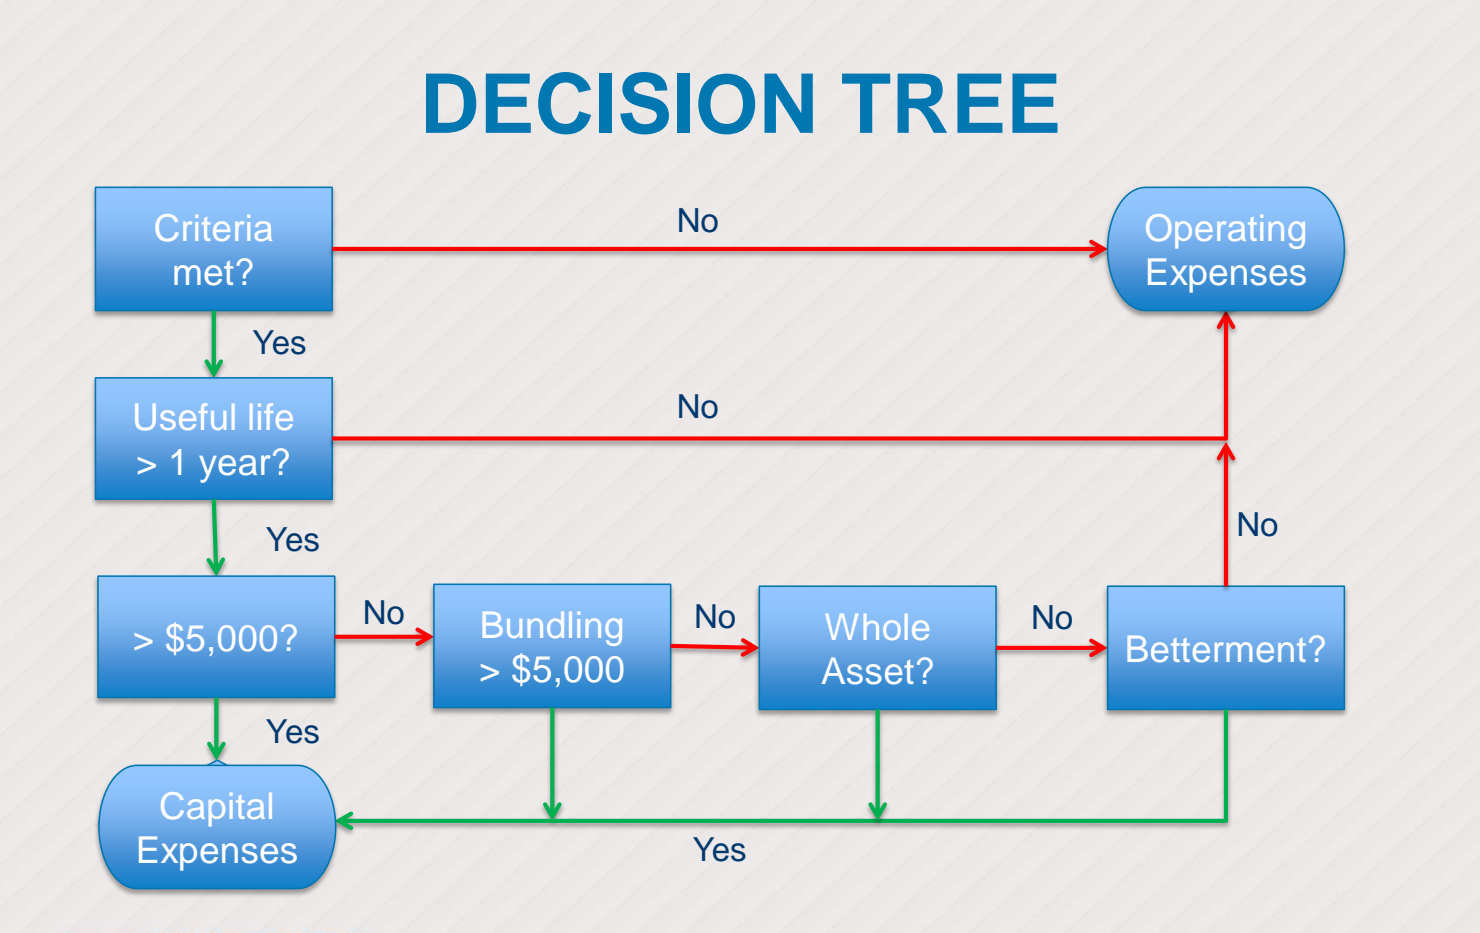 DECISION TREE
Criteria
met?
No
Operating
Expenses
Yes
Useful life
> 1 year?
No
Yes
No
> $5,000?
No
Bundling
> $5,000
No
Whole
Asset?
No
Betterment?
Yes
Capital
Expenses
Yes